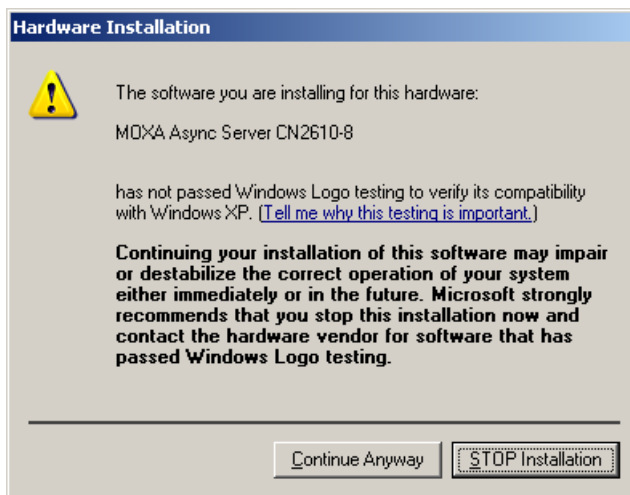 Hardware Installation
The software you are installing for this hardware:
MOXA Async Server CN2610-8
has not passed Windows Logo testing to verify its compatibility
with Windows XP. (Tell me why this testing is important.)
Continuing your installation of this software may impair
or destabilize the correct operation of your system
either immediately or in the future. Microsoft strongly
recommends that you stop this installation now and
contact the hardware vendor for software that has
passed Windows Logo testing.
Continue Anyway
STOP Installation